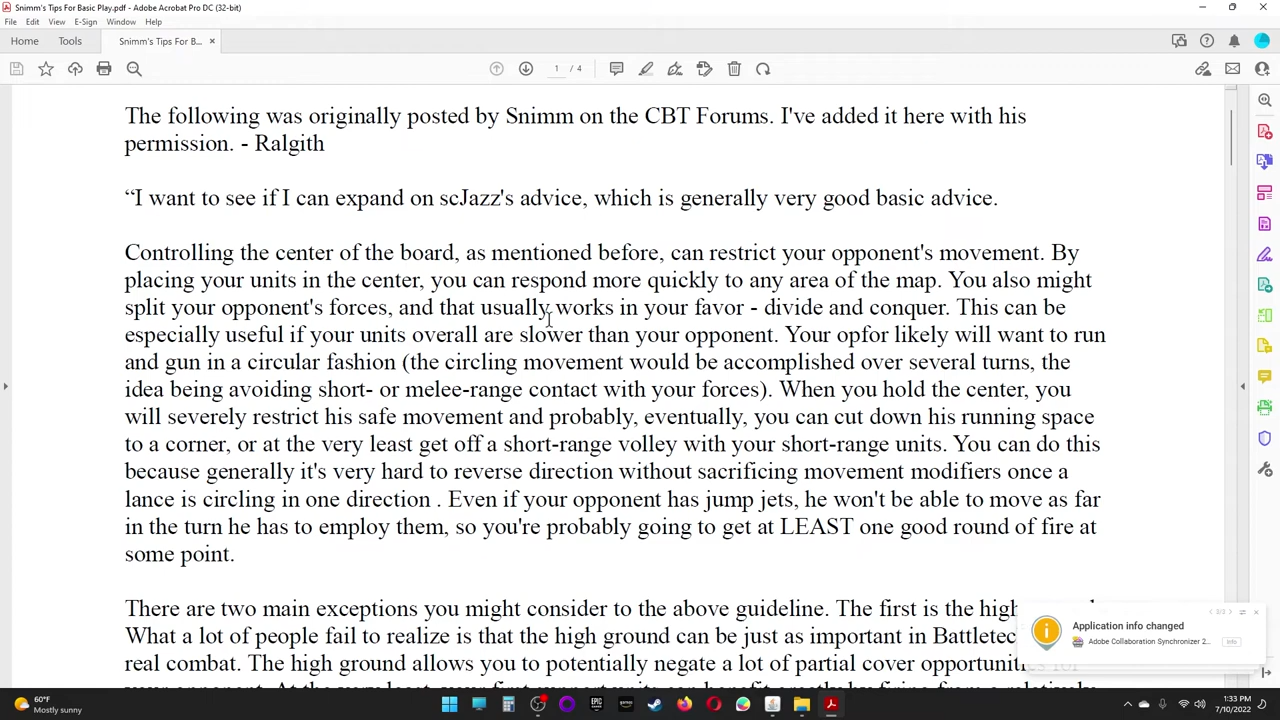 Snimm's Tips For Basic Play.pdf - Adobe Acrobat Pro DC (32-bit)
File Edit View E-Sign Window Help
Home Tools Snimm's Tips For B...
1 / 4
The following was originally posted by Snimm on the CBT Forums. I've added it here with his
permission. - Ralgith
“I want to see if I can expand on scJazz's advice, which is generally very good basic advice.
Controlling the center of the board, as mentioned before, can restrict your opponent's movement. By
placing your units in the center, you can respond more quickly to any area of the map. You also might
split your opponent's forces, and that usually works in your favor - divide and conquer. This can be
especially useful if your units overall are slower than your opponent. Your opfor likely will want to run
and gun in a circular fashion (the circling movement would be accomplished over several turns, the
idea being avoiding short- or melee-range contact with your forces). When you hold the center, you
will severely restrict his safe movement and probably, eventually, you can cut down his running space
to a corner, or at the very least get off a short-range volley with your short-range units. You can do this
because generally it's very hard to reverse direction without sacrificing movement modifiers once a
lance is circling in one direction . Even if your opponent has jump jets, he won't be able to move as far
in the turn he has to employ them, so you're probably going to get at LEAST one good round of fire at
some point.
There are two main exceptions you might consider to the above guideline. The first is the high
What a lot of people fail to realize is that the high ground can be just as important in Battletec
real combat. The high ground allows you to potentially negate a lot of partial cover opportuniti
3/3
Application info changed
Adobe Collaboration Synchronizer 2...
Info
60°F
Mostly sunny
1:33 PM
7/10/2022